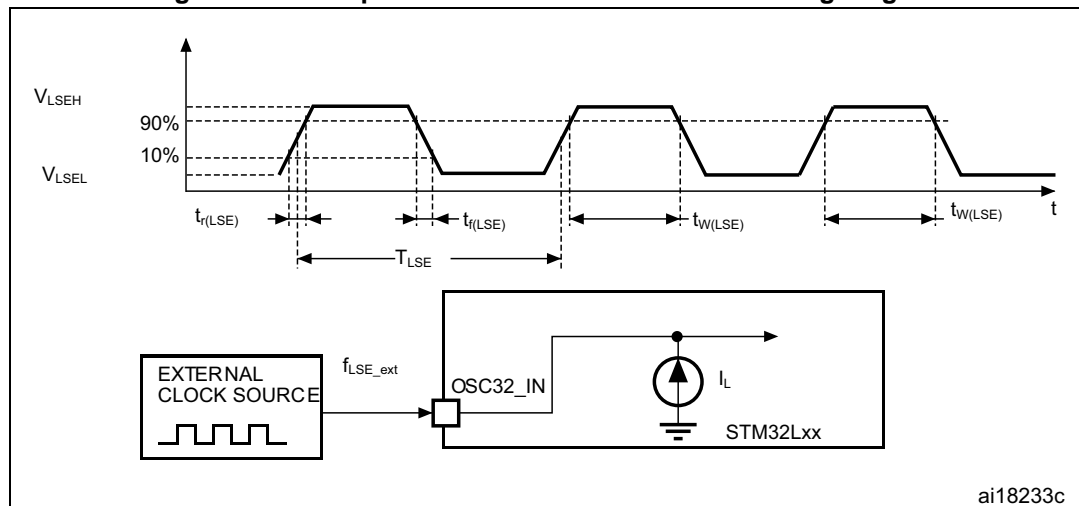 V_LSEH
90%
10%
V_LSEL
t_r(LSE)
t_f(LSE)
t_W(LSE)
t_W(LSE)
t
T_LSE
EXTERNAL
CLOCK SOURCE
f_LSE_ext
OSC32_IN
I_L
STM32Lxx
ai18233c